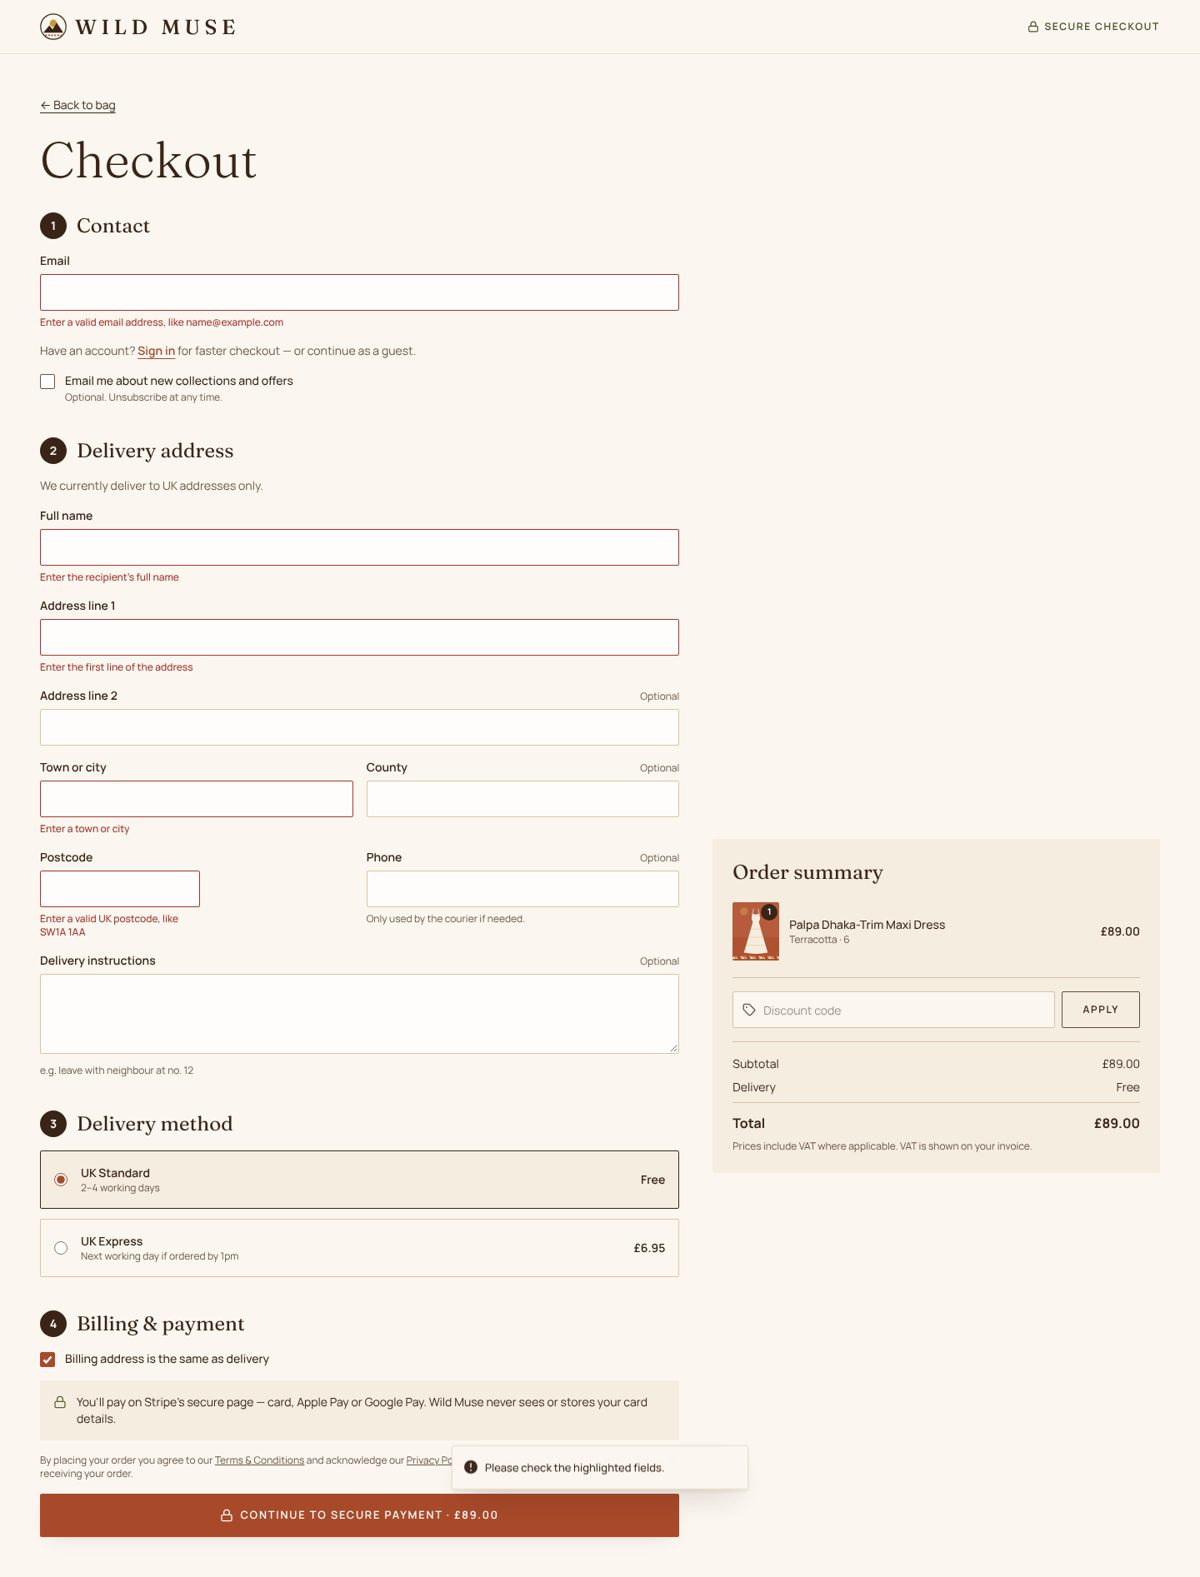 WILD MUSE
SECURE CHECKOUT
← Back to bag
Checkout
1 Contact
Email
Enter a valid email address, like name@example.com
Have an account? Sign in for faster checkout — or continue as a guest.
Email me about new collections and offers
Optional. Unsubscribe at any time.
2 Delivery address
We currently deliver to UK addresses only.
Full name
Enter the recipient's full name
Address line 1
Enter the first line of the address
Address line 2 Optional
Town or city
County Optional
Enter a town or city
Postcode
Phone Optional
Enter a valid UK postcode, like
SW1A 1AA
Only used by the courier if needed.
Delivery instructions Optional
e.g. leave with neighbour at no. 12
3 Delivery method
UK Standard
2–4 working days
Free
UK Express
Next working day if ordered by 1pm
£6.95
4 Billing & payment
Billing address is the same as delivery
You'll pay on Stripe's secure page — card, Apple Pay or Google Pay. Wild Muse never sees or stores your card
details.
By placing your order you agree to our Terms & Conditions and acknowledge our Privacy
receiving your order.
Please check the highlighted fields.
CONTINUE TO SECURE PAYMENT · £89.00
Order summary
1
Palpa Dhaka-Trim Maxi Dress
Terracotta · 6
£89.00
Discount code
APPLY
Subtotal £89.00
Delivery Free
Total £89.00
Prices include VAT where applicable. VAT is shown on your invoice.